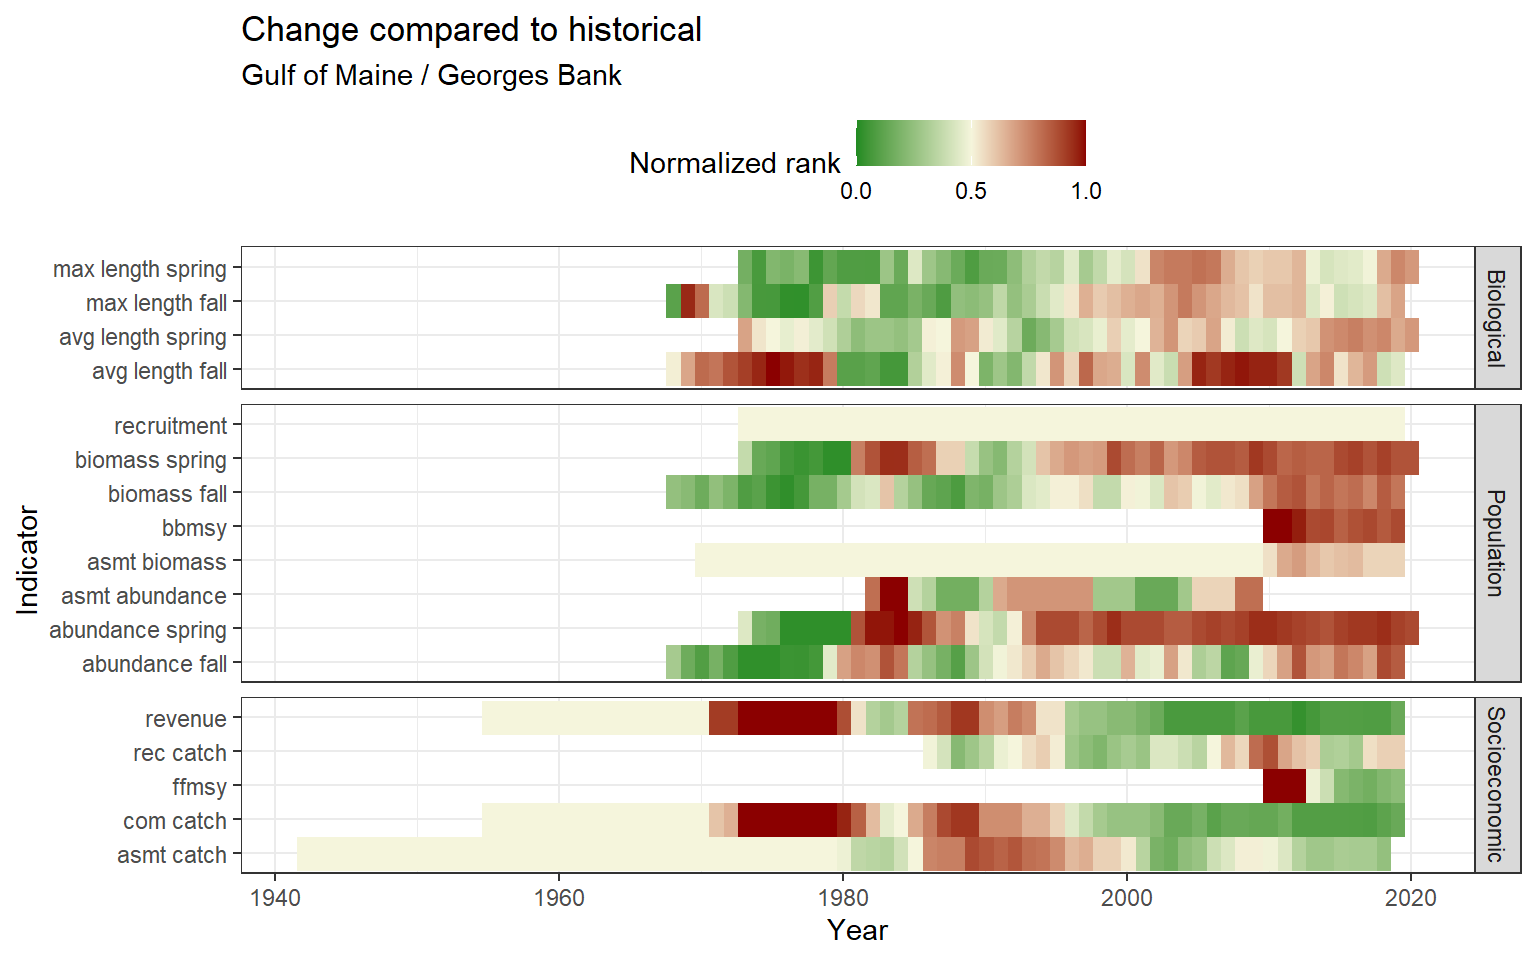 Change compared to historical
Gulf of Maine / Georges Bank
Normalized rank
0.0 0.5 1.0
max length spring
max length fall
avg length spring
avg length fall
Biological
recruitment
biomass spring
biomass fall
bbmsy
asmt biomass
asmt abundance
abundance spring
abundance fall
Population
revenue
rec catch
ffmsy
com catch
asmt catch
Socioeconomic
Indicator
1940 1960 1980 2000 2020
Year